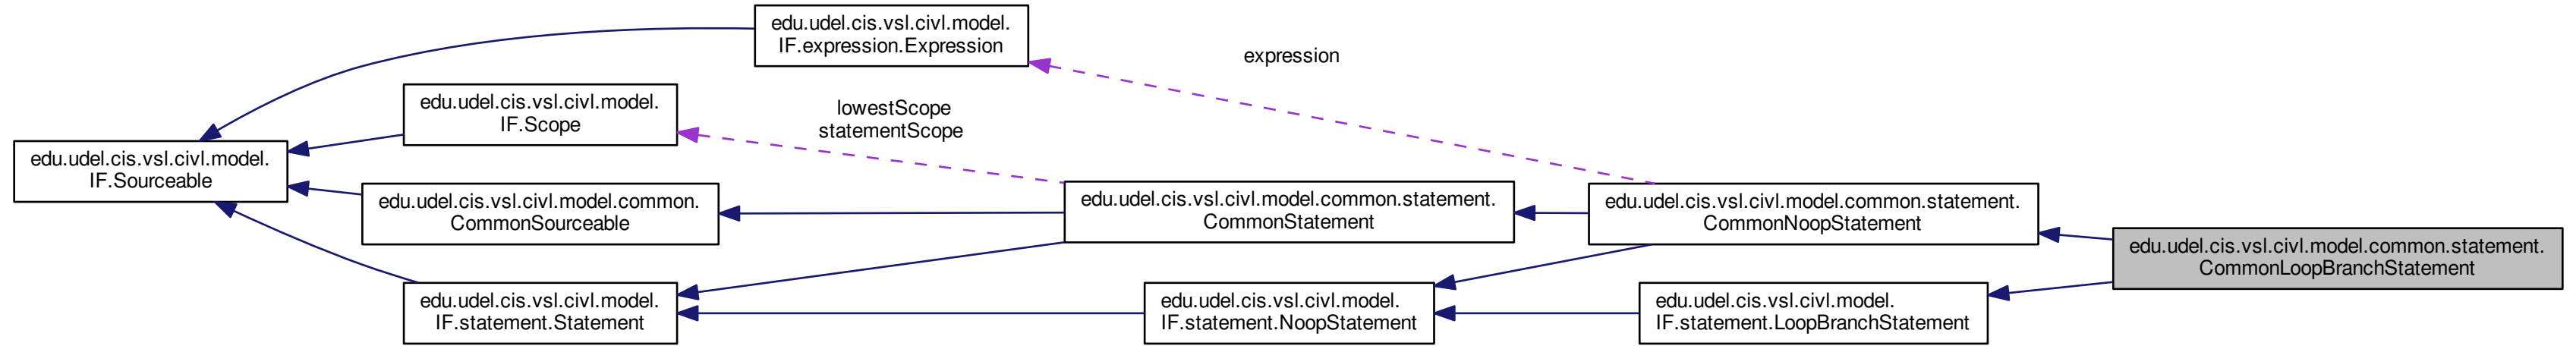 edu.udel.cis.vsl.civl.model.
IF.expression.Expression
expression
edu.udel.cis.vsl.civl.model.
IF.Scope
lowestScope
statementScope
edu.udel.cis.vsl.civl.model.
IF.Sourceable
edu.udel.cis.vsl.civl.model.common.
CommonSourceable
edu.udel.cis.vsl.civl.model.common.statement.
CommonStatement
edu.udel.cis.vsl.civl.model.common.statement.
CommonNoopStatement
edu.udel.cis.vsl.civl.model.common.statement.
CommonLoopBranchStatement
edu.udel.cis.vsl.civl.model.
IF.statement.Statement
edu.udel.cis.vsl.civl.model.
IF.statement.NoopStatement
edu.udel.cis.vsl.civl.model.
IF.statement.LoopBranchStatement